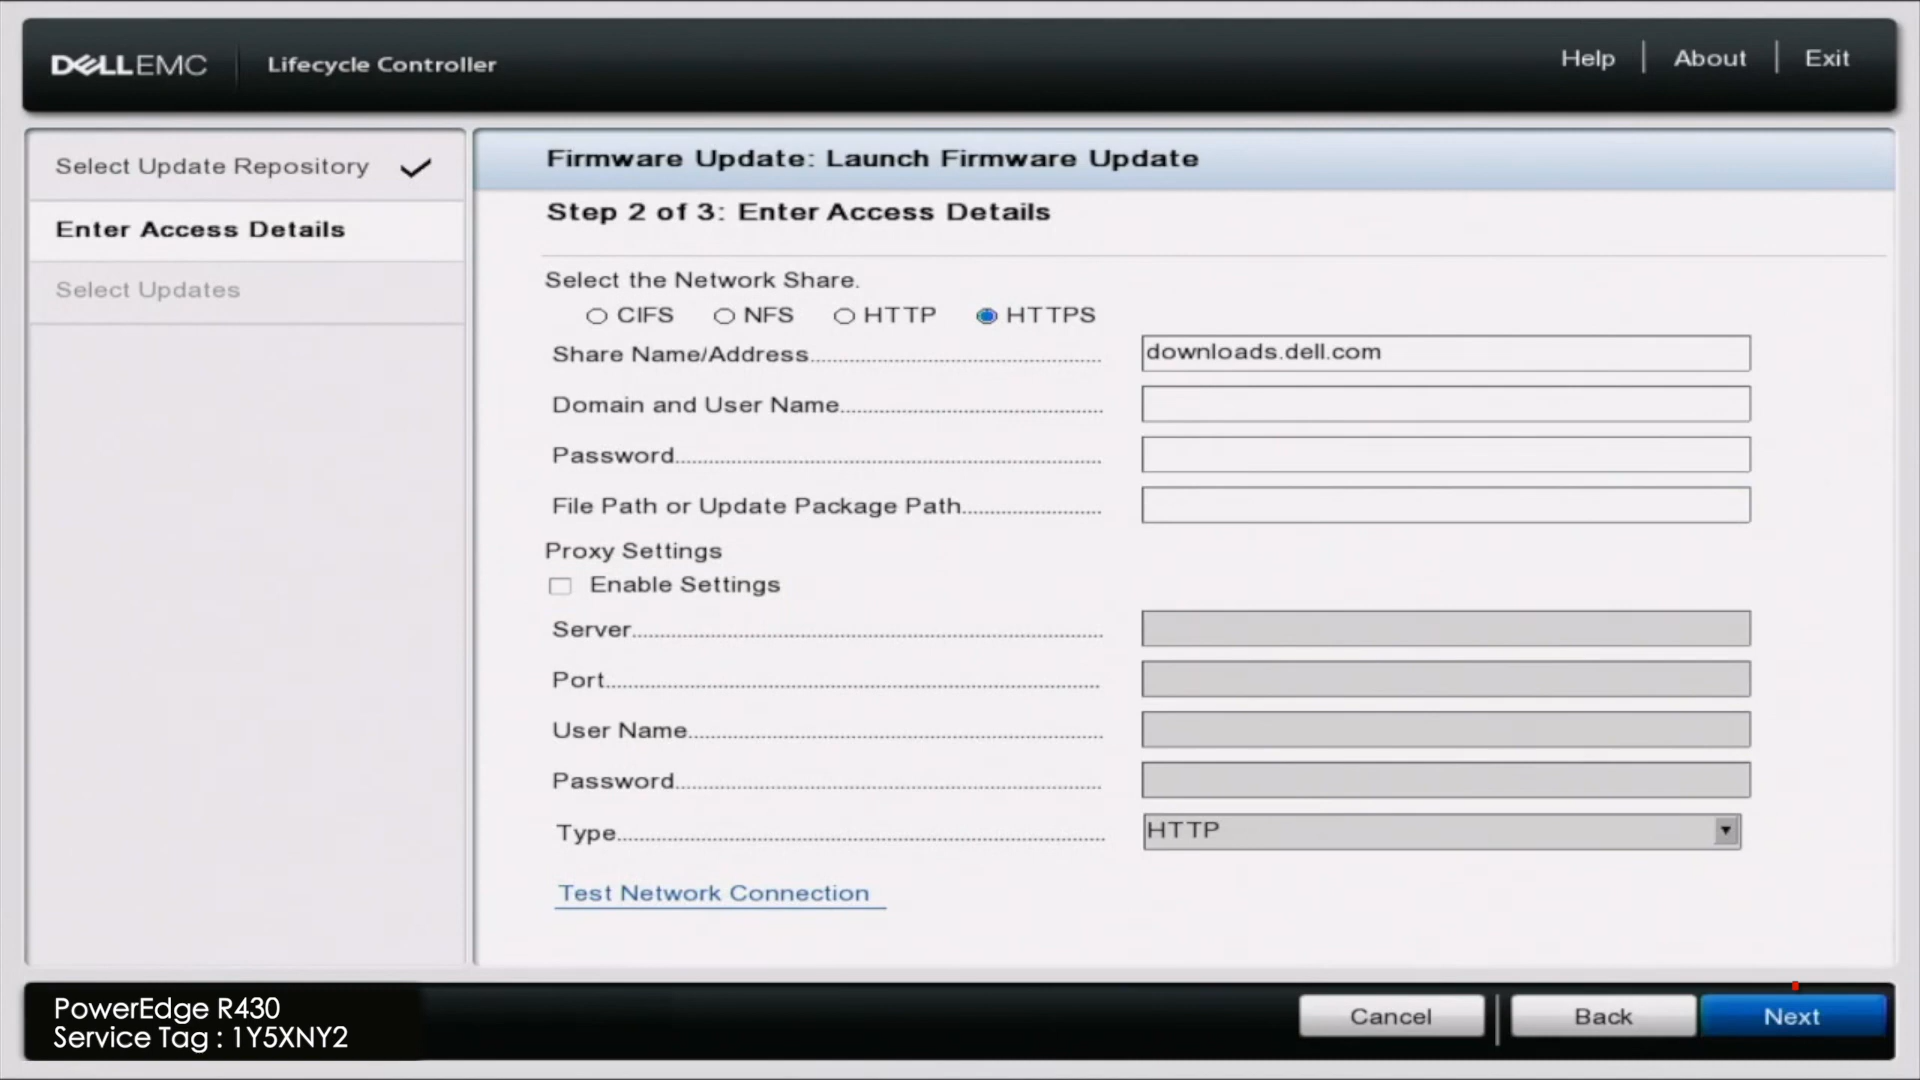 DELLEMC Lifecycle Controller Help About Exit
Select Update Repository
Enter Access Details
Select Updates
Firmware Update: Launch Firmware Update
Step 2 of 3: Enter Access Details
Select the Network Share.
CIFS NFS HTTP HTTPS
Share Name/Address downloads.dell.com
Domain and User Name
Password
File Path or Update Package Path
Proxy Settings
Enable Settings
Server
Port
User Name
Password
Type HTTP
Test Network Connection
PowerEdge R430
Service Tag : 1Y5XNY2
Cancel Back Next